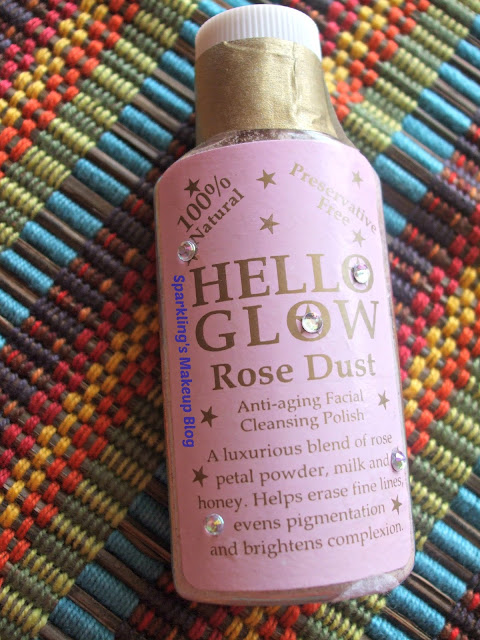 100%
Natural
Preservative
Free
HELLO
GLOW
Rose Dust
Anti-aging Facial
Cleansing Polish
A luxurious blend of rose
petal powder, milk and
honey. Helps erase fine lines,
evens pigmentation
and brightens complexion.
Sparkling's Makeup Blog